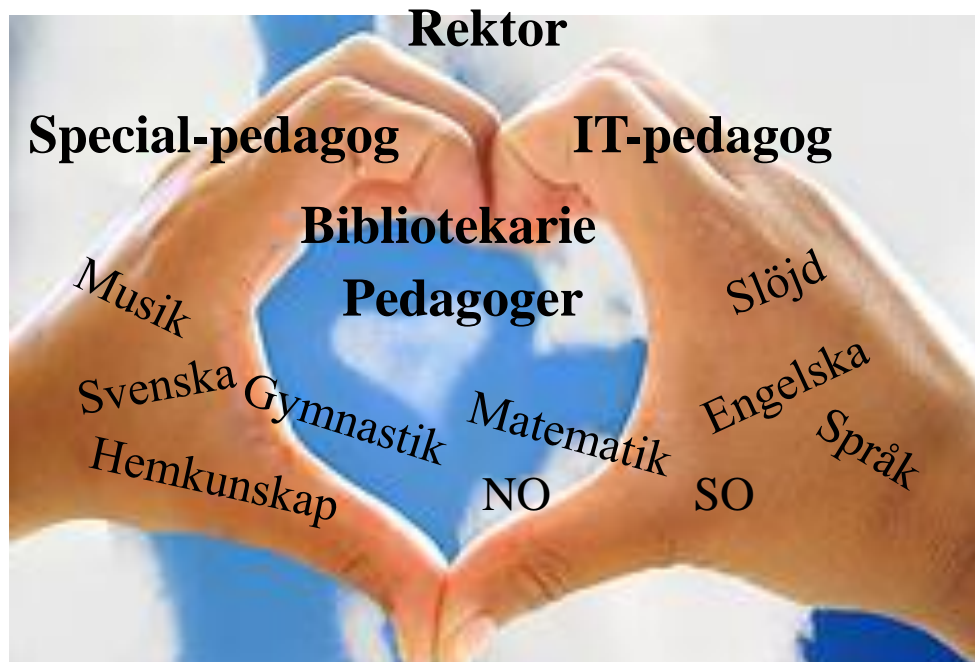 Rektor
Special-pedagog
IT-pedagog
Bibliotekarie
Pedagoger
Musik
Slöjd
Svenska
Gymnastik
Matematik
Engelska
Språk
Hemkunskap
NO
SO